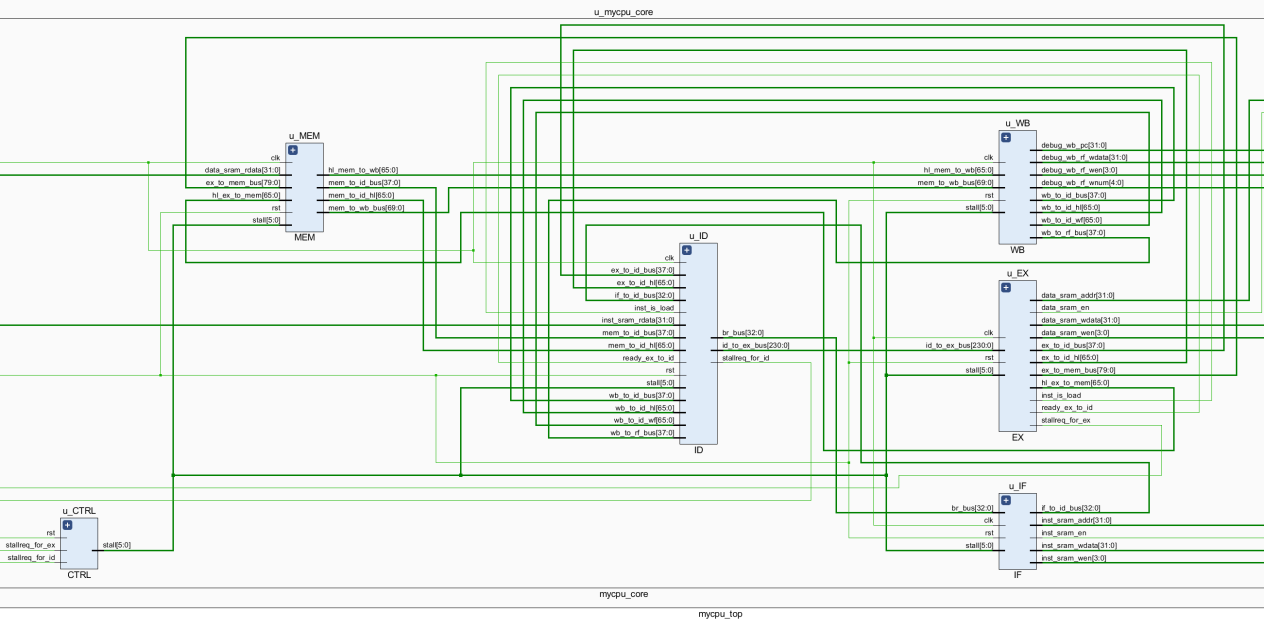 u_mycpu_core
u_MEM
clk
data_sram_rdata[31:0]
ex_to_mem_bus[79:0]
hl_ex_to_mem[65:0]
rst
stall[5:0]
hl_mem_to_wb[65:0]
mem_to_id_bus[37:0]
mem_to_id_hl[65:0]
mem_to_wb_bus[69:0]
MEM
u_WB
clk
hl_mem_to_wb[65:0]
mem_to_wb_bus[69:0]
rst
stall[5:0]
debug_wb_pc[31:0]
debug_wb_rf_wdata[31:0]
debug_wb_rf_wen[3:0]
debug_wb_rf_wnum[4:0]
wb_to_id_bus[37:0]
wb_to_id_hl[65:0]
wb_to_id_wf[65:0]
wb_to_rf_bus[37:0]
WB
u_ID
clk
ex_to_id_bus[37:0]
ex_to_id_hl[65:0]
if_to_id_bus[32:0]
inst_is_load
inst_sram_rdata[31:0]
mem_to_id_bus[37:0]
mem_to_id_hl[65:0]
ready_ex_to_id
rst
stall[5:0]
wb_to_id_bus[37:0]
wb_to_id_hl[65:0]
wb_to_id_wf[65:0]
wb_to_rf_bus[37:0]
br_bus[32:0]
id_to_ex_bus[230:0]
stallreq_for_id
ID
u_EX
clk
id_to_ex_bus[230:0]
rst
stall[5:0]
data_sram_addr[31:0]
data_sram_en
data_sram_wdata[31:0]
data_sram_wen[3:0]
ex_to_id_bus[37:0]
ex_to_id_hl[65:0]
ex_to_mem_bus[79:0]
hl_ex_to_mem[65:0]
inst_is_load
ready_ex_to_id
stallreq_for_ex
EX
u_CTRL
rst
stallreq_for_ex
stallreq_for_id
stall[5:0]
CTRL
u_IF
br_bus[32:0]
clk
rst
stall[5:0]
if_to_id_bus[32:0]
inst_sram_addr[31:0]
inst_sram_en
inst_sram_wdata[31:0]
inst_sram_wen[3:0]
IF
mycpu_core
mycpu_top